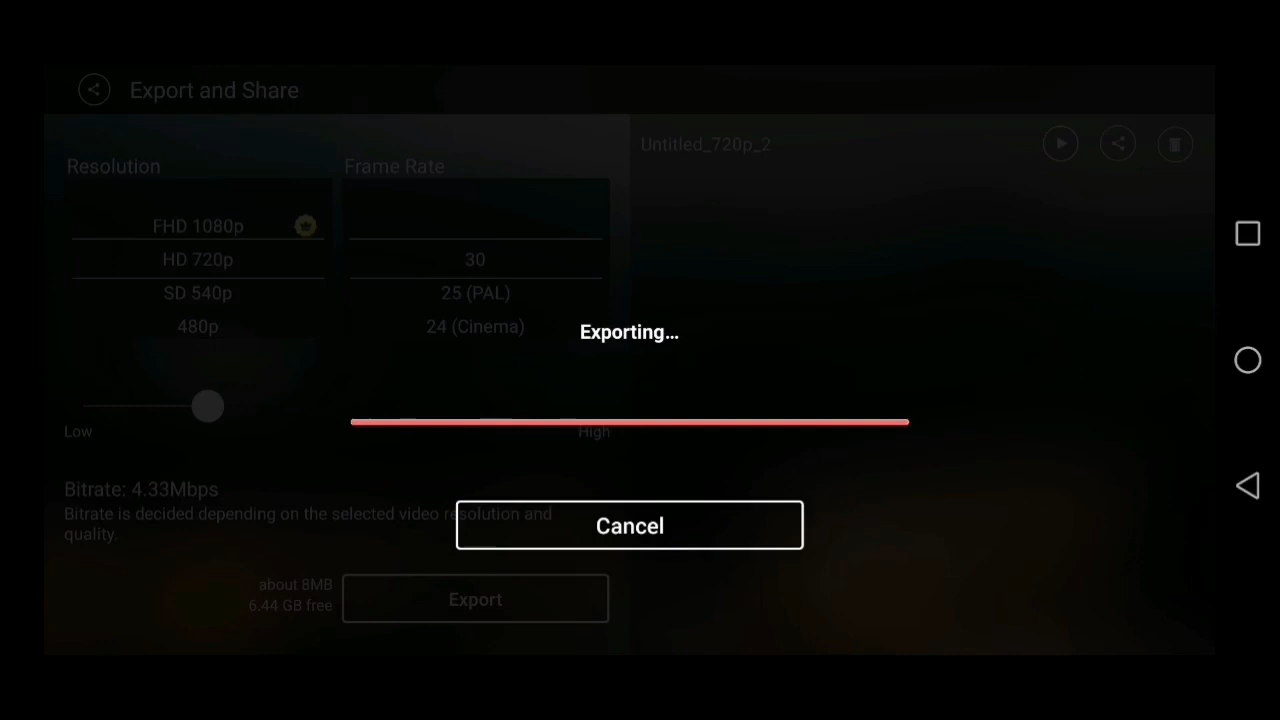 Export and Share
Untitled_720p_2
Resolution
Frame Rate
FHD 1080p
HD 720p
30
SD 540p
25 (PAL)
480p
24 (Cinema)
Exporting...
Low
High
Bitrate: 4.33Mbps
Bitrate is decided depending on the selected video resolution and
quality.
Cancel
about 8MB
6.44 GB free
Export